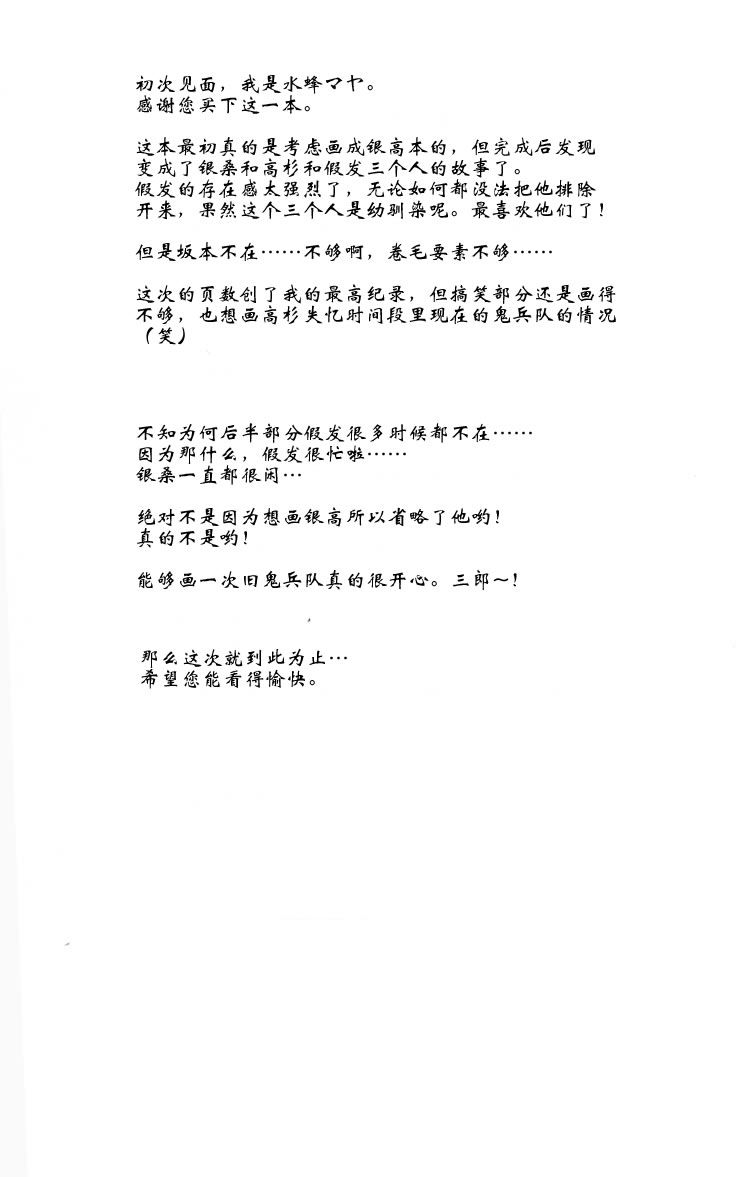 初次见面，我是水蜂マヤ。
感谢您买下这一本。
这本最初真的是考虑画成银高本的，但完成后发现
变成了银桑和高杉和假发三个人的故事了。
假发的存在感太强烈了，无论如何都没法把他排除
开来，果然这个三个人是幼驯染呢。最喜欢他们了！
但是坂本不在……不够啊，卷毛要素不够……
这次的页数创了我的最高纪录，但搞笑部分还是画得
不够，也想画高杉失忆时间段里现在的鬼兵队的情况
（笑）
不知为何后半部分假发很多时候都不在……
因为那什么，假发很忙啦……
银桑一直都很闲…
绝对不是因为想画银高所以省略了他哟！
真的不是哟！
能够画一次旧鬼兵队真的很开心。三郎～！
那么这次就到此为止…
希望您能看得愉快。